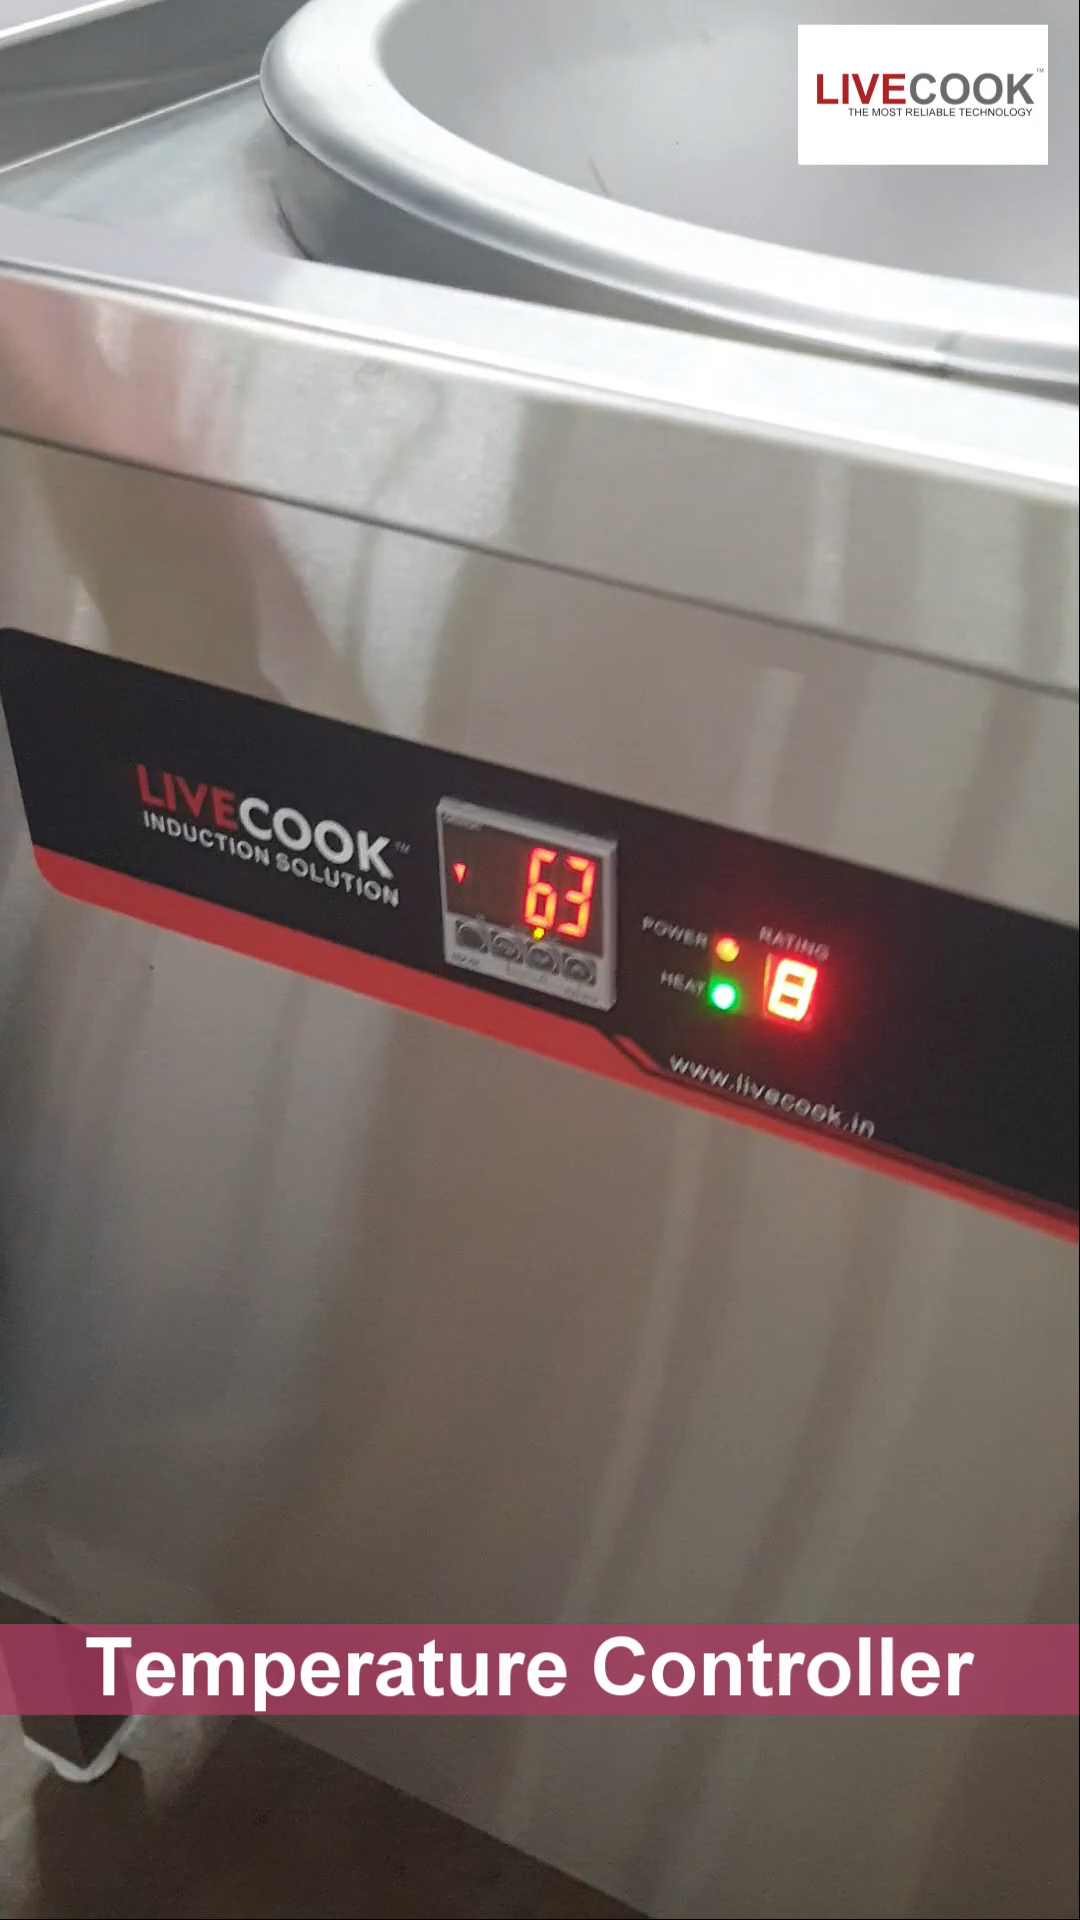 LIVECOOK™
THE MOST RELIABLE TECHNOLOGY
LIVECOOK™
INDUCTION SOLUTION
63
POWER
RATING
HEAT
8
www.livecook.in
Temperature Controller